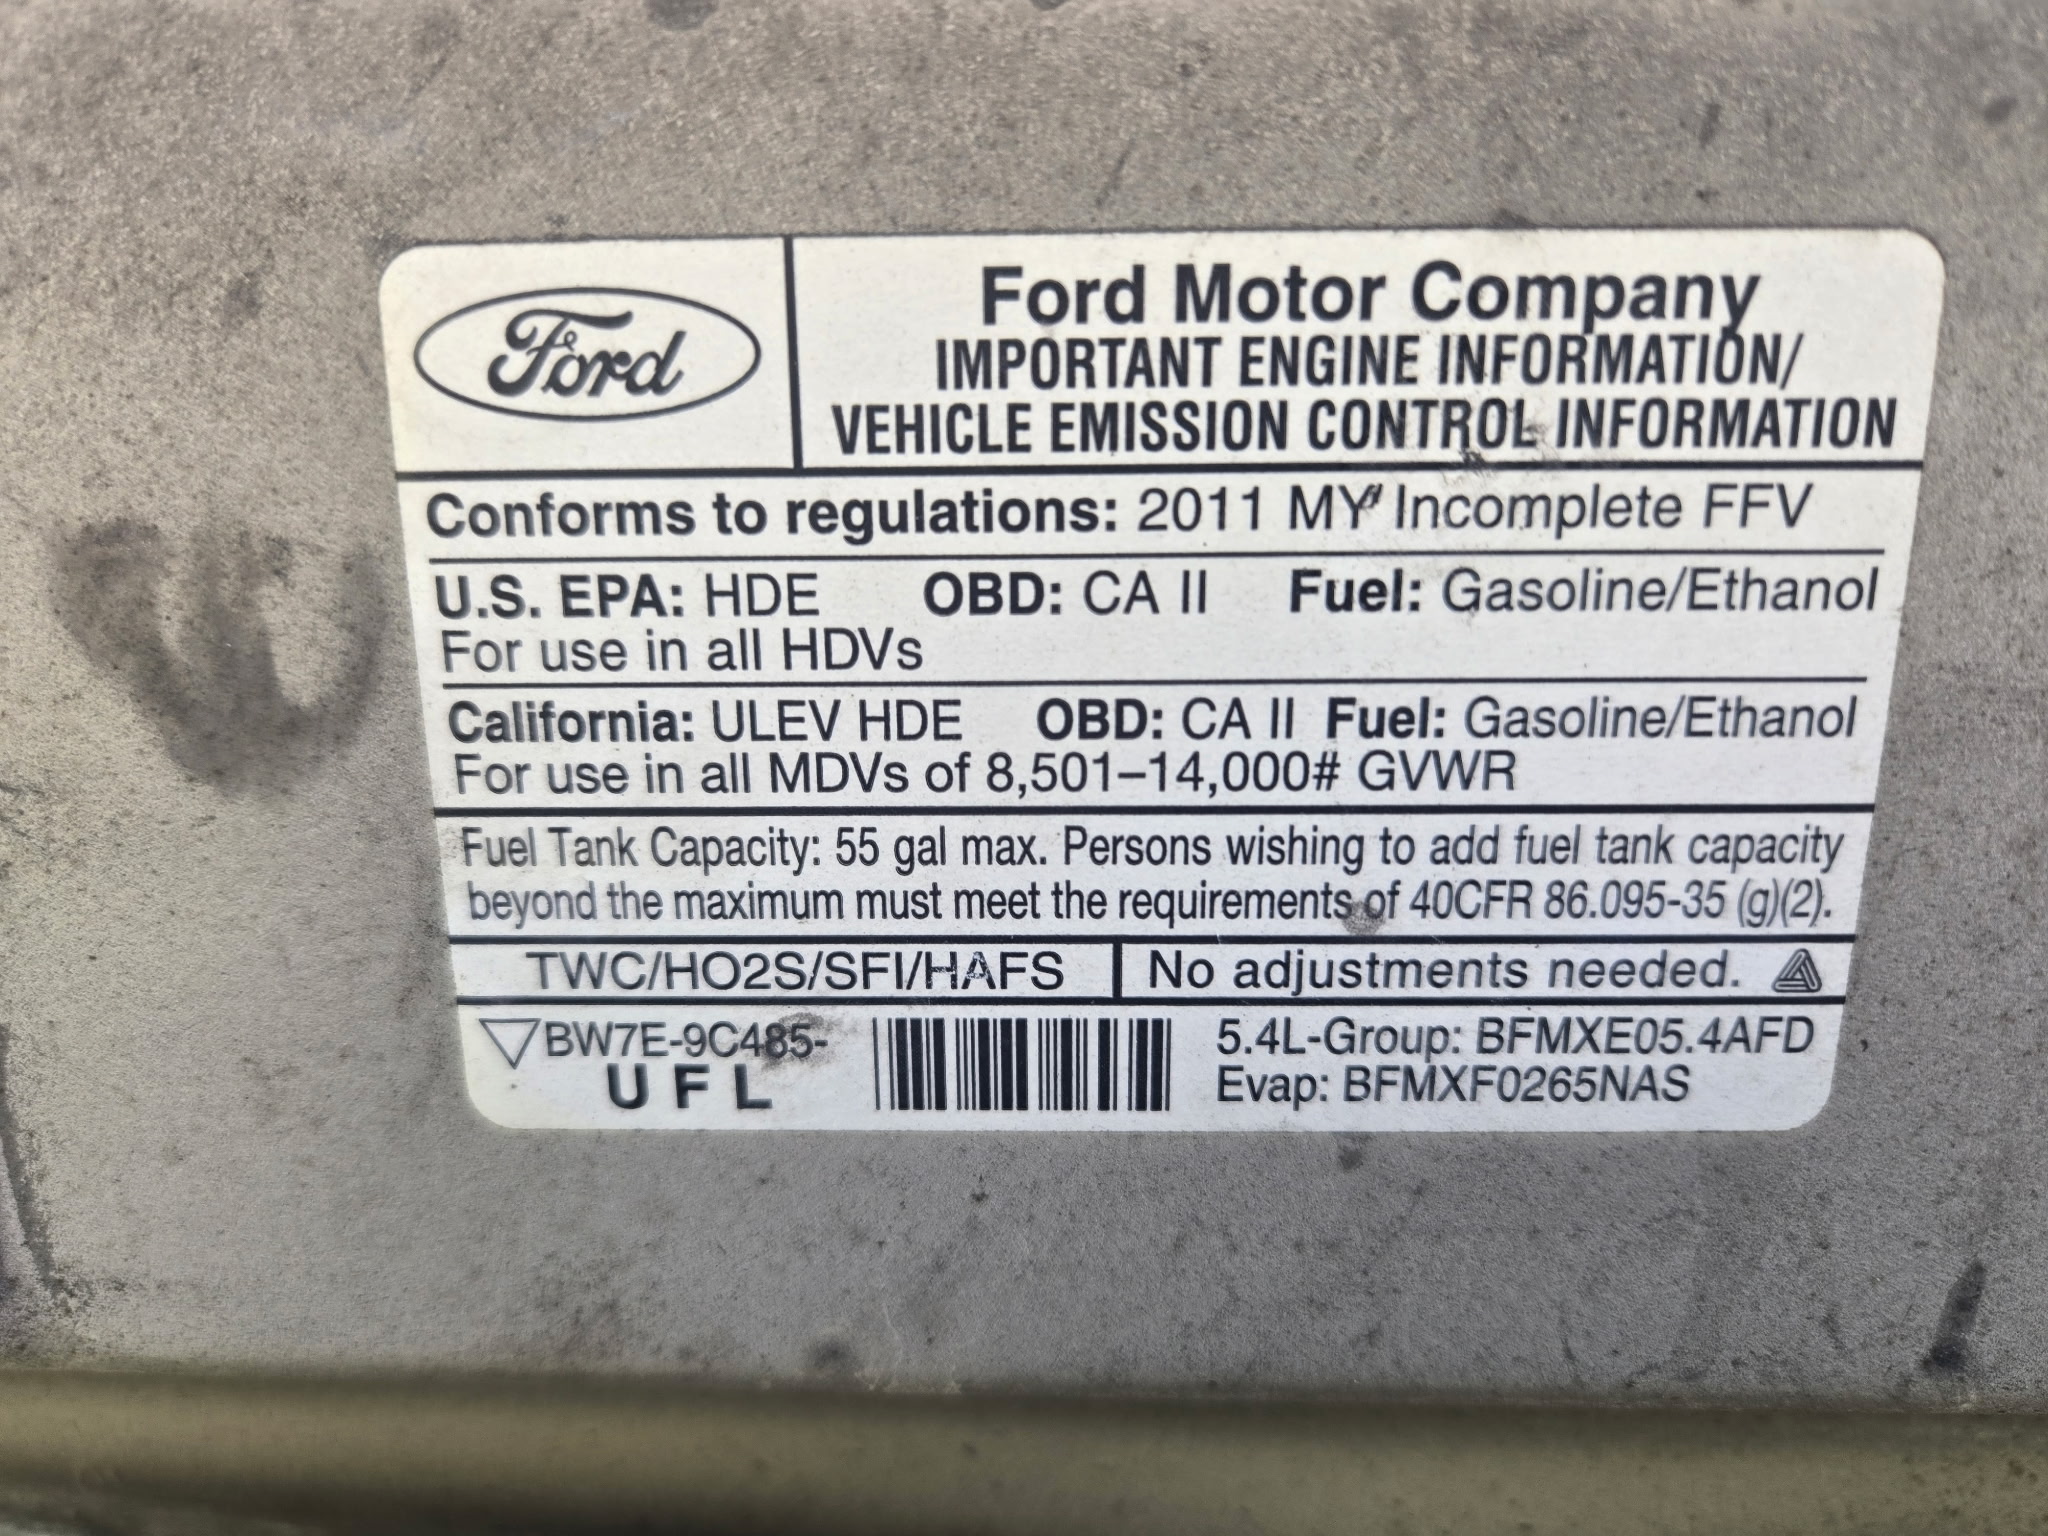 Ford
Ford Motor Company
IMPORTANT ENGINE INFORMATION/
VEHICLE EMISSION CONTROL INFORMATION
Conforms to regulations: 2011 MY Incomplete FFV
U.S. EPA: HDE OBD: CA II Fuel: Gasoline/Ethanol
For use in all HDVs
California: ULEV HDE OBD: CA II Fuel: Gasoline/Ethanol
For use in all MDVs of 8,501–14,000# GVWR
Fuel Tank Capacity: 55 gal max. Persons wishing to add fuel tank capacity
beyond the maximum must meet the requirements of 40CFR 86.095-35 (g)(2).
TWC/HO2S/SFI/HAFS No adjustments needed.
BW7E-9C485-
UFL
5.4L-Group: BFMXE05.4AFD
Evap: BFMXF0265NAS